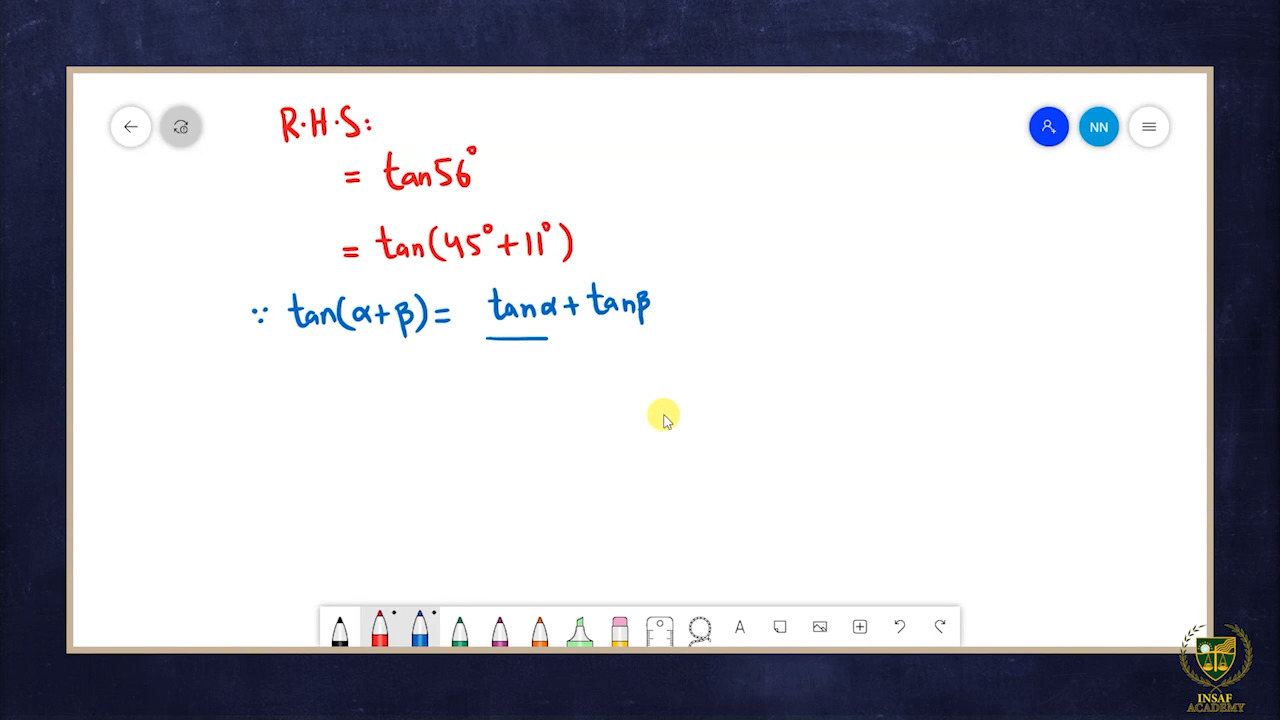 R.H.S:
= tan56°
= tan(45°+11°)
∵ tan(α+β)= tanα+tanβ
NN
A
INSAF
ACADEMY